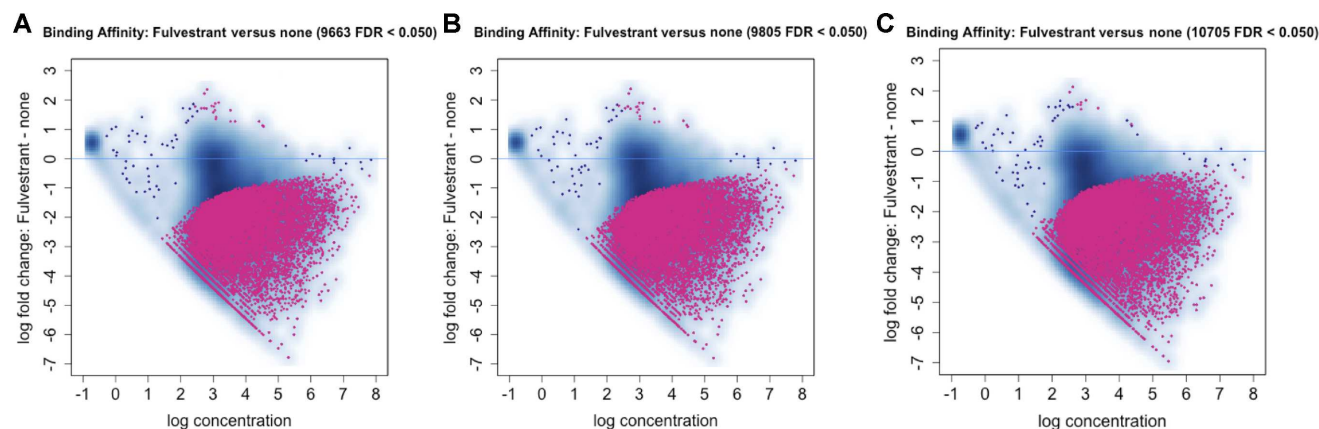 A Binding Affinity: Fulvestrant versus none (9663 FDR < 0.050)
log fold change: Fulvestrant - none
3
2
1
0
-1
-2
-3
-4
-5
-6
-7
-1 0 1 2 3 4 5 6 7 8
log concentration
B Binding Affinity: Fulvestrant versus none (9805 FDR < 0.050)
log fold change: Fulvestrant - none
3
2
1
0
-1
-2
-3
-4
-5
-6
-7
-1 0 1 2 3 4 5 6 7 8
log concentration
C Binding Affinity: Fulvestrant versus none (10705 FDR < 0.050)
log fold change: Fulvestrant - none
3
2
1
0
-1
-2
-3
-4
-5
-6
-7
-1 0 1 2 3 4 5 6 7 8
log concentration